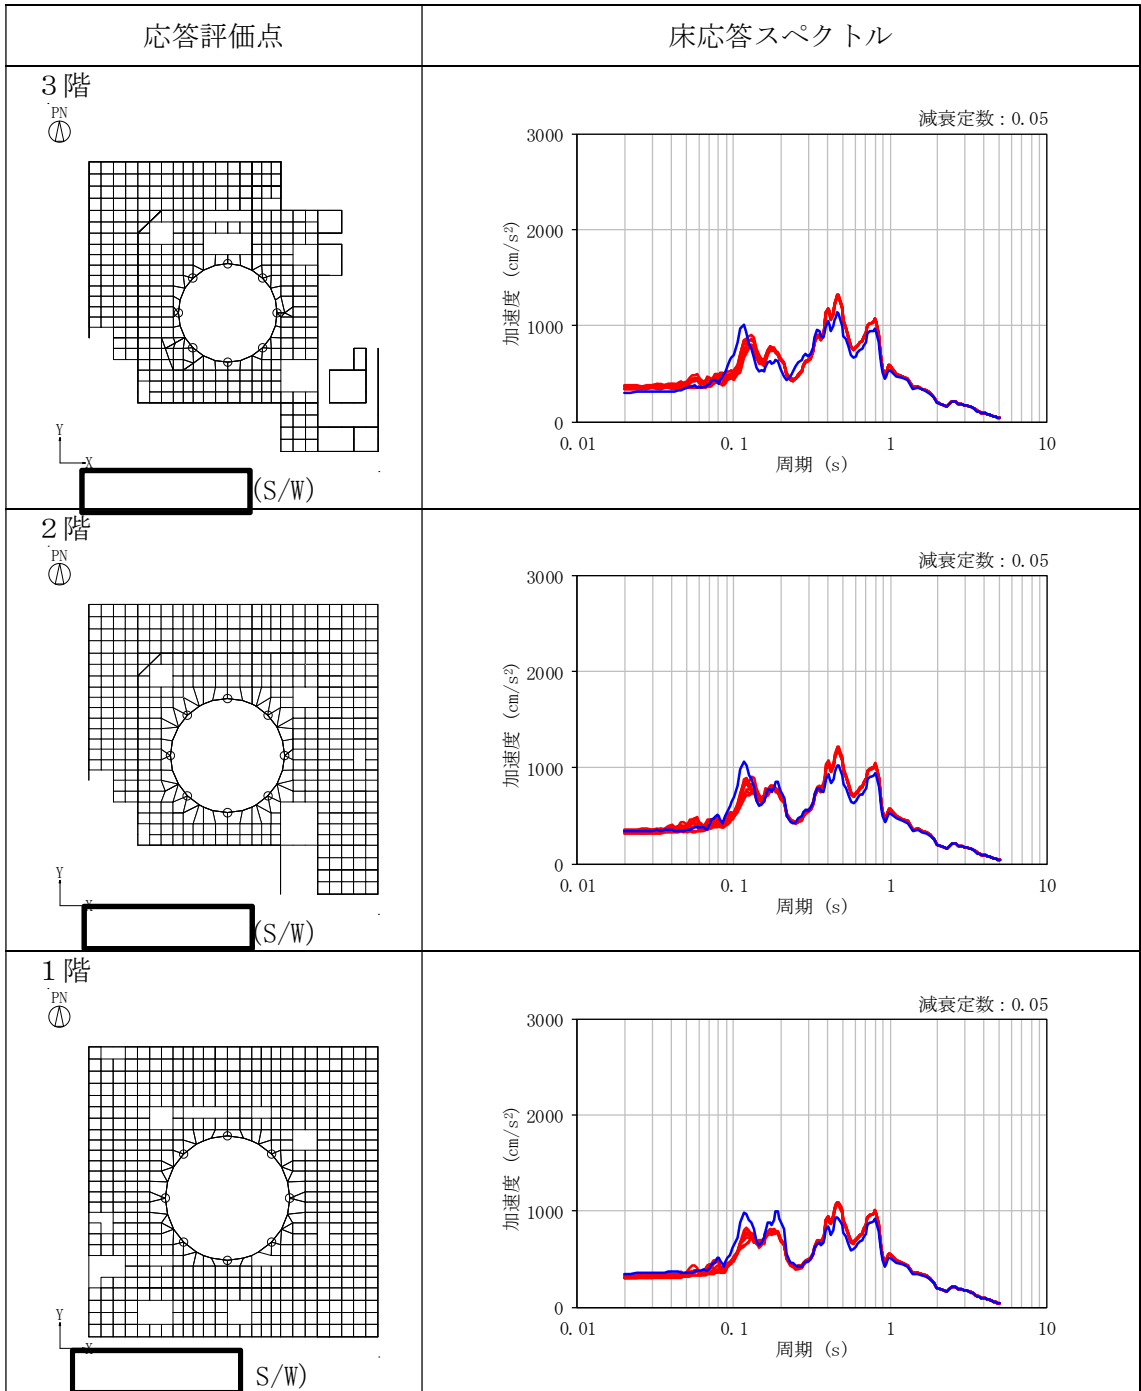 応答評価点
床応答スペクトル
3階
PN
Y
X
(S/W)
減衰定数：0.05
3000
2000
1000
0
加速度 (cm/s²)
0.01 0.1 1 10
周期 (s)
2階
PN
Y
X
(S/W)
減衰定数：0.05
3000
2000
1000
0
加速度 (cm/s²)
0.01 0.1 1 10
周期 (s)
1階
PN
Y
X
S/W)
減衰定数：0.05
3000
2000
1000
0
加速度 (cm/s²)
0.01 0.1 1 10
周期 (s)